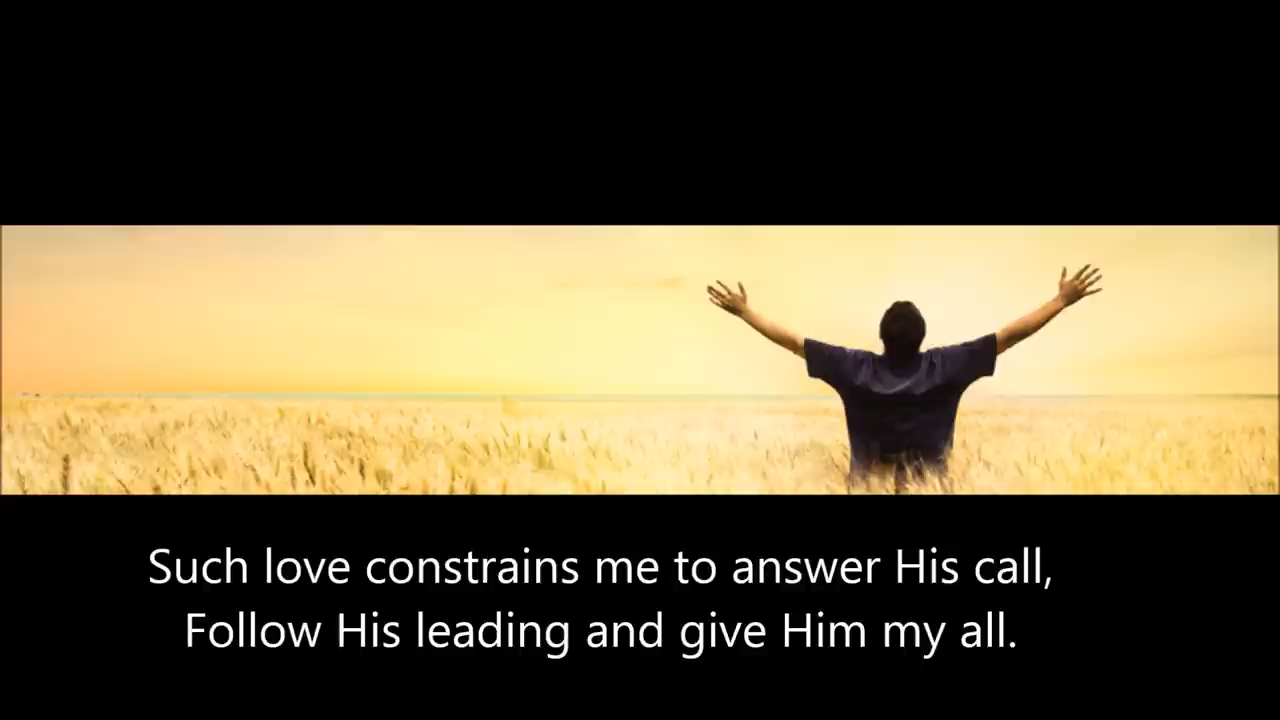 Such love constrains me to answer His call,
Follow His leading and give Him my all.